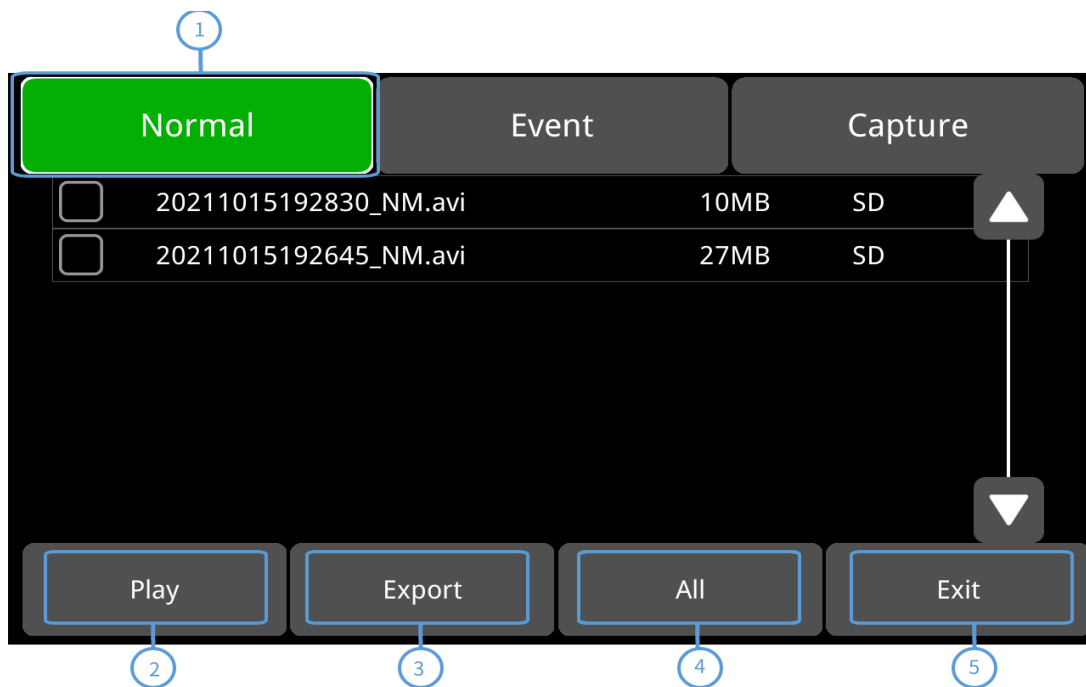 1
Normal Event Capture
20211015192830_NM.avi 10MB SD
20211015192645_NM.avi 27MB SD
Play Export All Exit
2 3 4 5